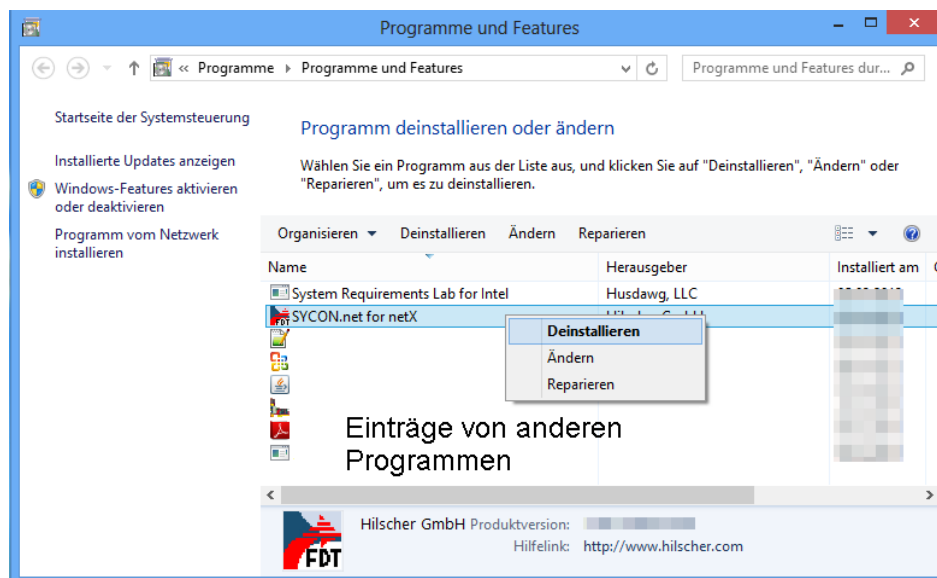 Programme und Features
« Programme ▸ Programme und Features
Programme und Features dur...
Startseite der Systemsteuerung
Installierte Updates anzeigen
Windows-Features aktivieren
oder deaktivieren
Programm vom Netzwerk
installieren
Programm deinstallieren oder ändern
Wählen Sie ein Programm aus der Liste aus, und klicken Sie auf "Deinstallieren", "Ändern" oder
"Reparieren", um es zu deinstallieren.
Organisieren Deinstallieren Ändern Reparieren
Name Herausgeber Installiert am
System Requirements Lab for Intel Husdawg, LLC
SYCON.net for netX
Deinstallieren
Ändern
Reparieren
Einträge von anderen
Programmen
Hilscher GmbH Produktversion:
Hilfelink: http://www.hilscher.com
FDT